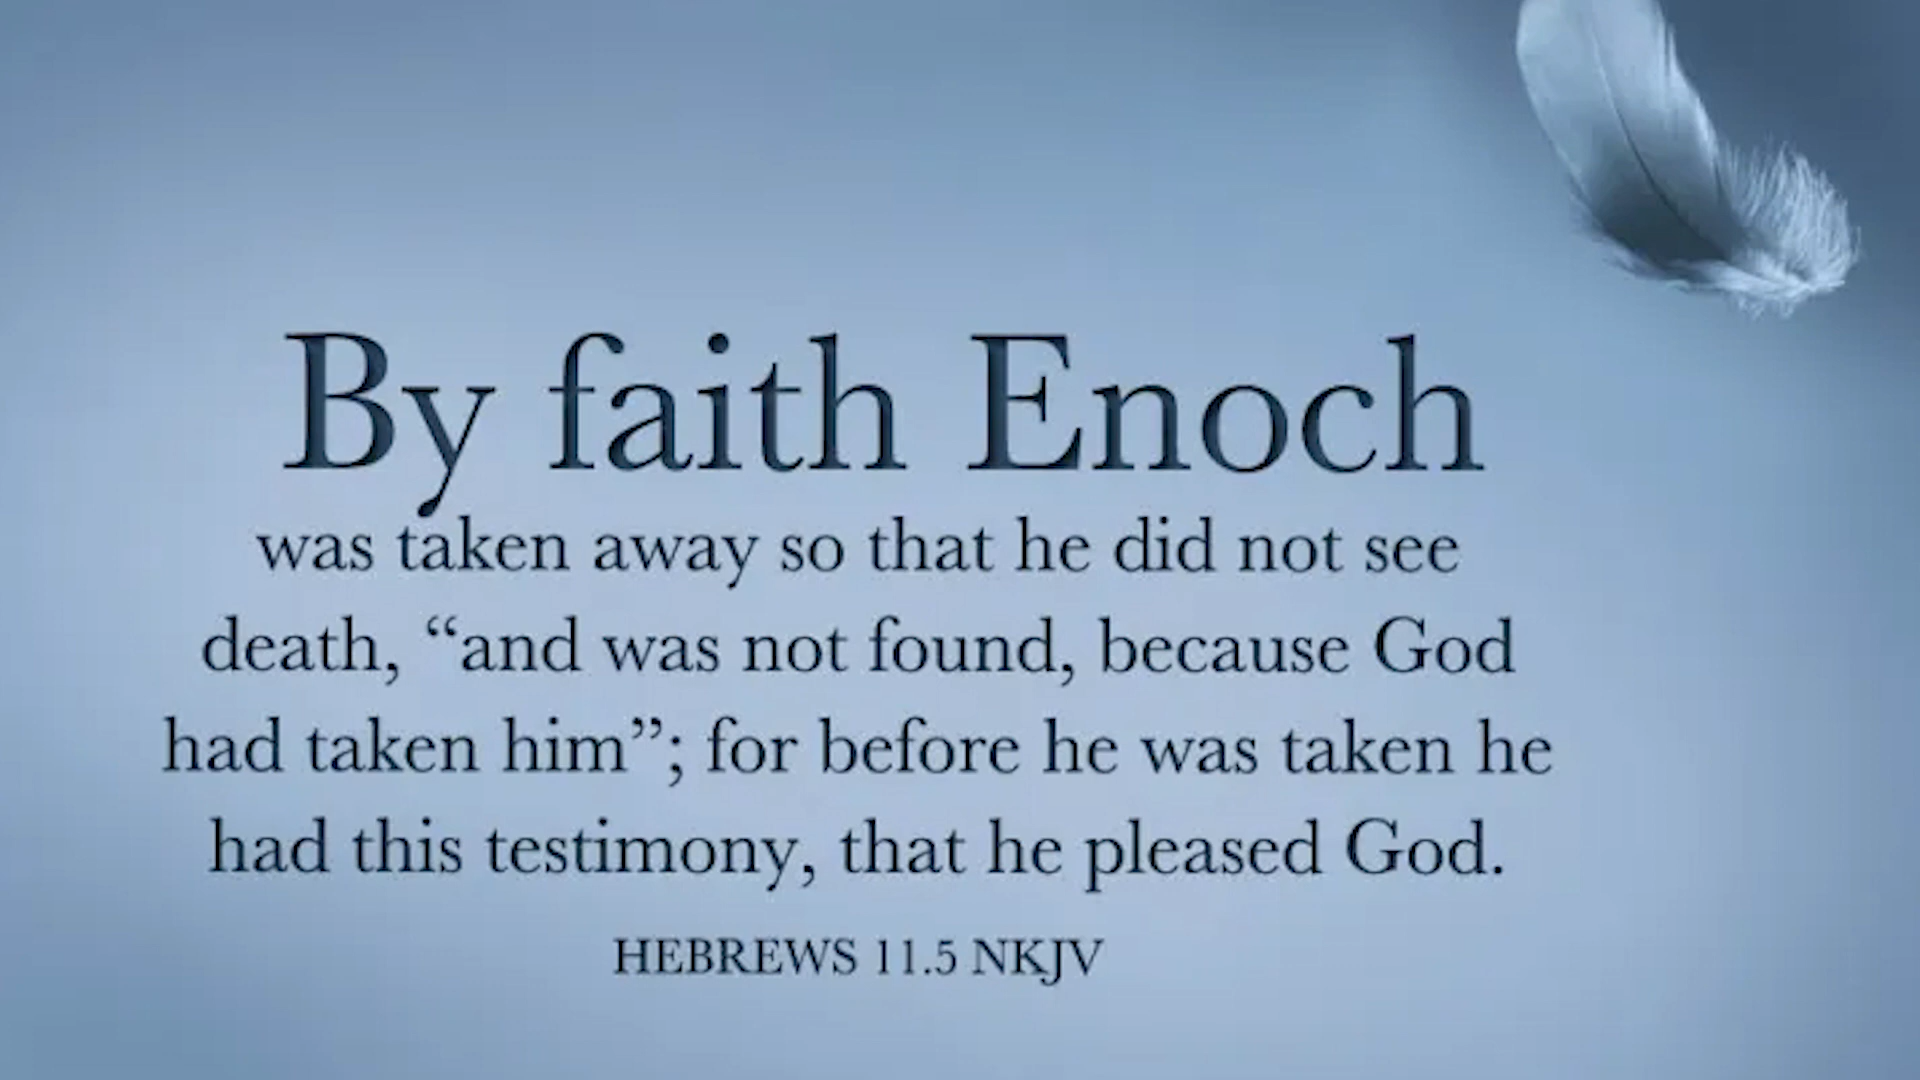 By faith Enoch
was taken away so that he did not see
death, “and was not found, because God
had taken him”; for before he was taken he
had this testimony, that he pleased God.
HEBREWS 11.5 NKJV